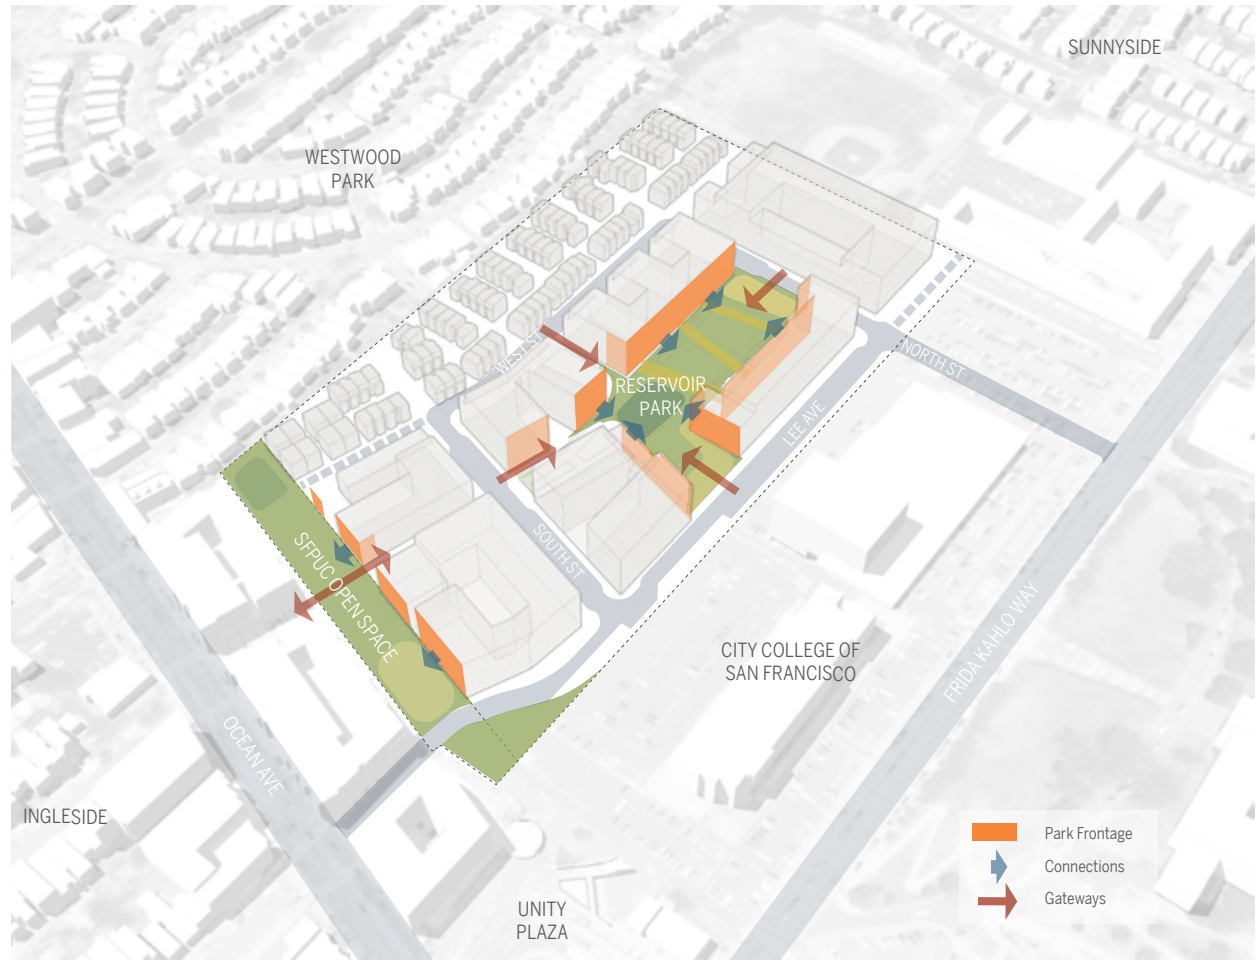 SUNNYSIDE
WESTWOOD
PARK
WEST ST
RESERVOIR
PARK
NORTH ST
LEE AVE
SOUTH ST
SFPUC OPEN SPACE
CITY COLLEGE OF
SAN FRANCISCO
FRIDA KAHLO WAY
OCEAN AVE
INGLESIDE
UNITY
PLAZA
Park Frontage
Connections
Gateways